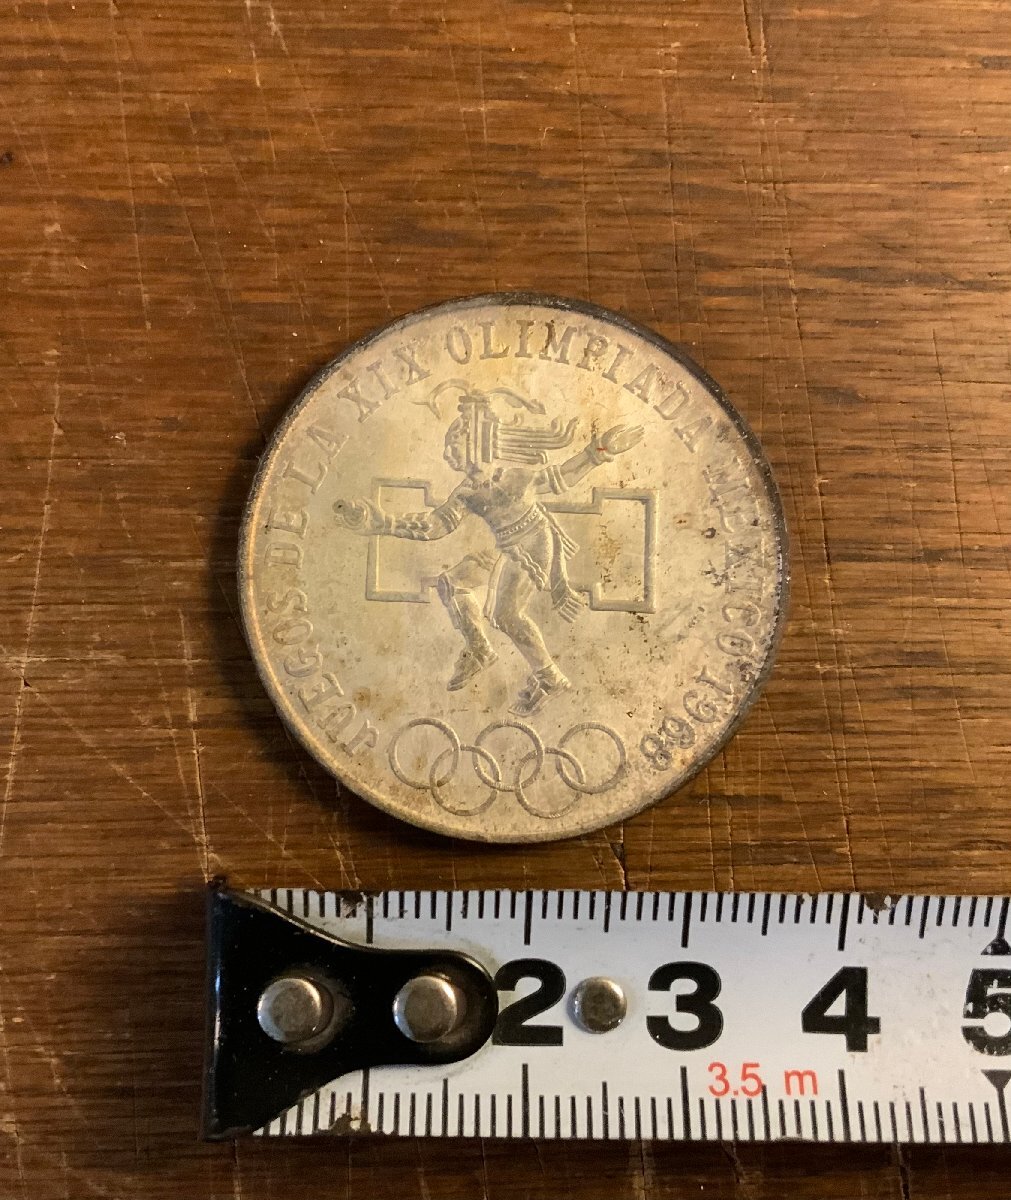 JUEGOS DE LA XIX OLIMPIADA MEXICO 1968
2 3 4 5
3.5 m